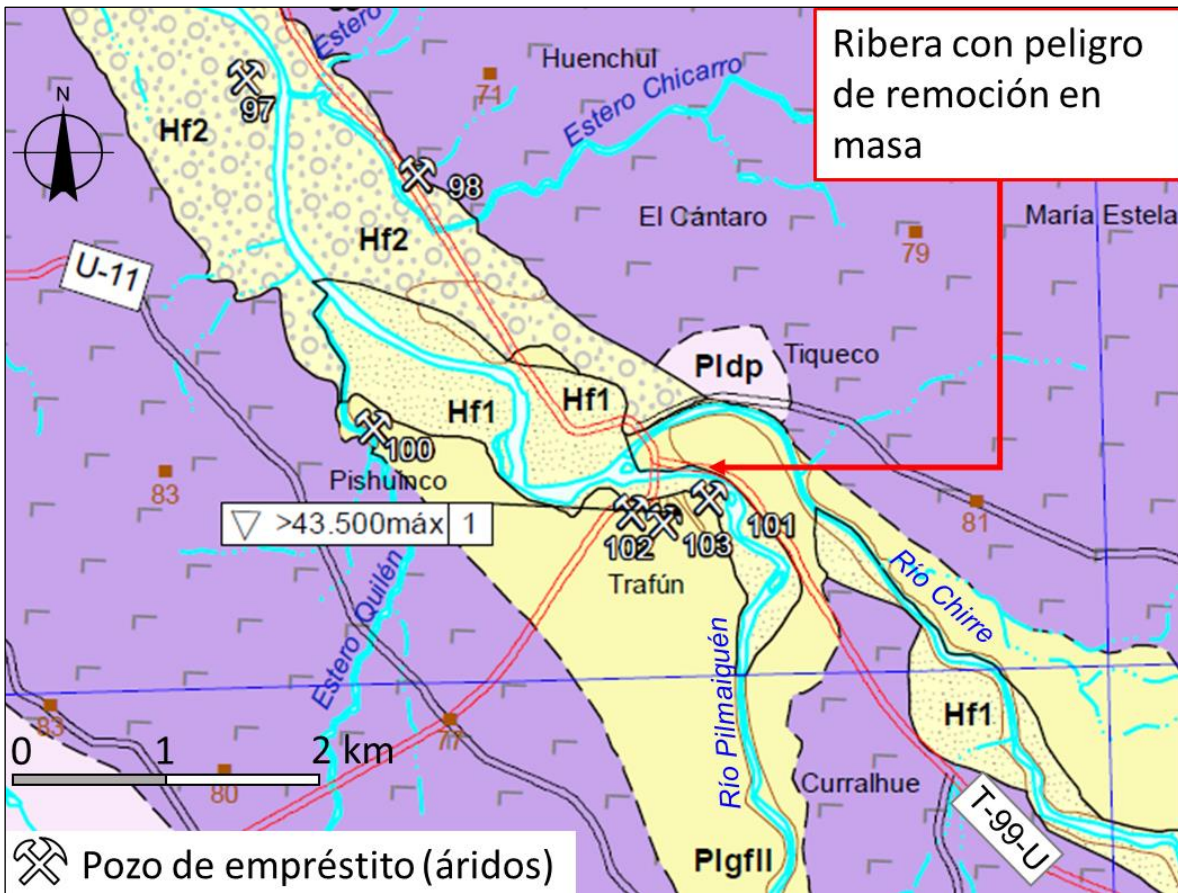 Ribera con peligro
de remoción en
masa
Huenchul
Estero
71
Estero Chicarro
97
Hf2
N
98
El Cántaro
María Estela
Hf2
79
U-11
Pldp
Tiqueco
Hf1
Hf1
100
Pishuinco
83
81
▽ >43.500máx 1
101
102
103
Trafún
Río Chirre
Estero Quilén
Río Pilmaiquén
83
77
Hf1
0 1 2 km
80
Curralhue
T-99-U
PlgfII
Pozo de empréstito (áridos)